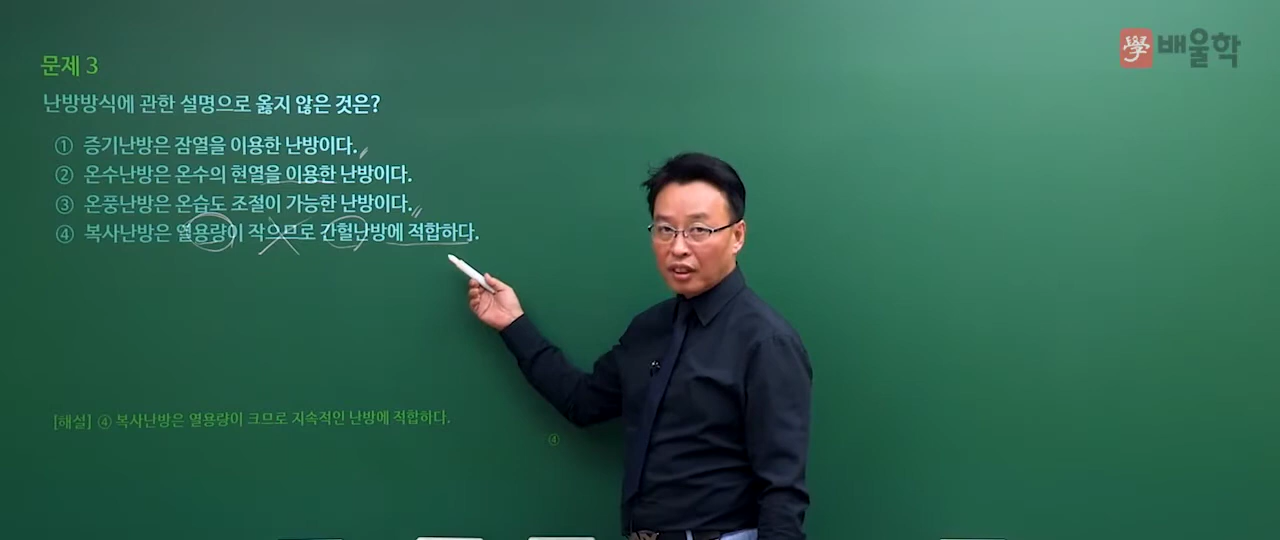 學 배울학
문제 3
난방방식에 관한 설명으로 옳지 않은 것은?
① 증기난방은 잠열을 이용한 난방이다.
② 온수난방은 온수의 현열을 이용한 난방이다.
③ 온풍난방은 온습도 조절이 가능한 난방이다.
④ 복사난방은 열용량이 작으므로 간헐난방에 적합하다.
[해설] ④ 복사난방은 열용량이 크므로 지속적인 난방에 적합하다.
④